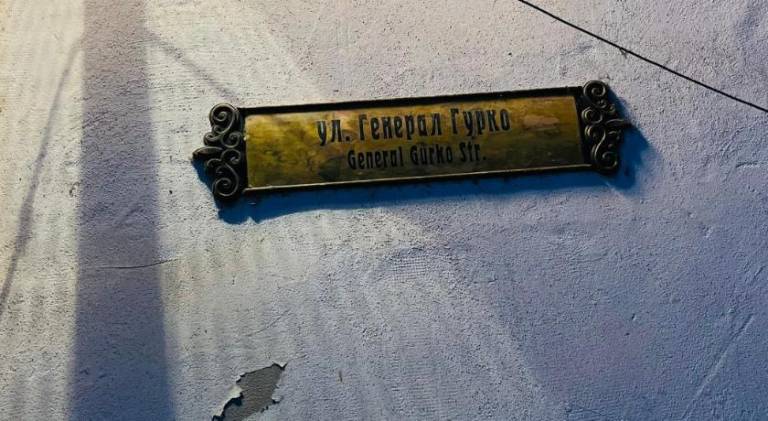 ул. Генерал Гурко
General Gurko Str.